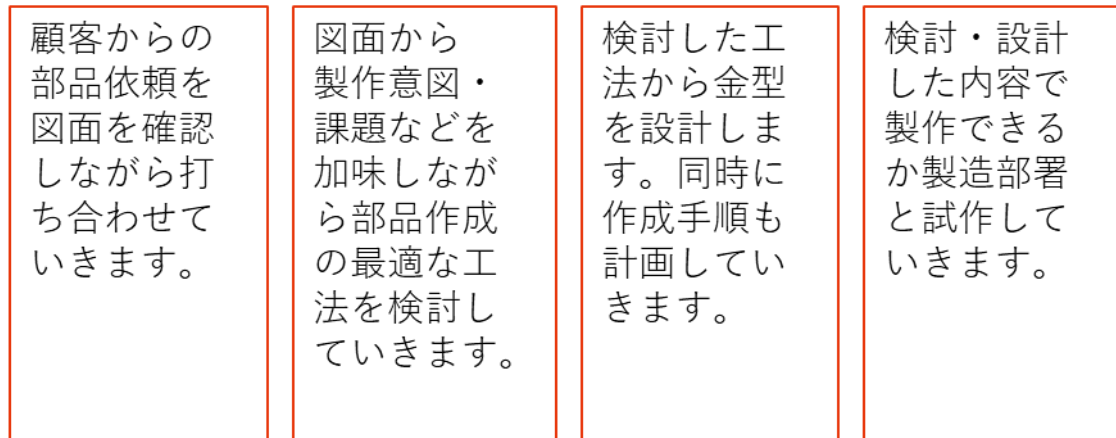 顧客からの
部品依頼を
図面を確認
しながら打
ち合わせて
いきます。
図面から
製作意図・
課題などを
加味しなが
ら部品作成
の最適な工
法を検討し
ていきます。
検討した工
法から金型
を設計しま
す。同時に
作成手順も
計画してい
きます。
検討・設計
した内容で
製作できる
か製造部署
と試作して
いきます。